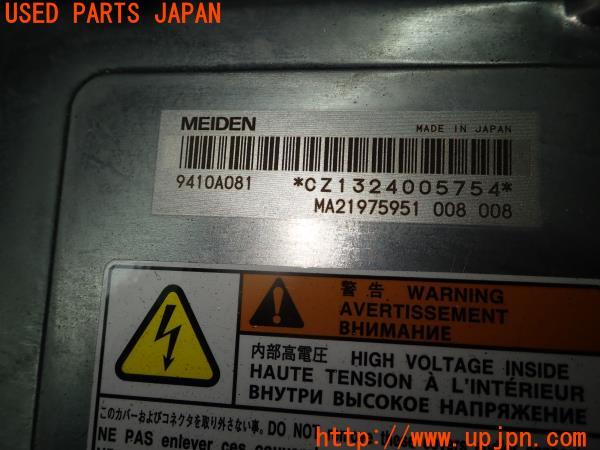 USED PARTS JAPAN
MEIDEN
MADE IN JAPAN
9410A081 *CZ1324005754*
MA21975951 008 008
警告 WARNING
AVERTISSEMENT
ВНИМАНИЕ
内部高電圧 HIGH VOLTAGE INSIDE
HAUTE TENSION À L'INTÉRIEUR
ВНУТРИ ВЫСОКОЕ НАПРЯЖЕНИЕ
このカバーおよびコネクタを取り外さない事。DO NOT
NE PAS enlever ces
http://www.upjpn.com